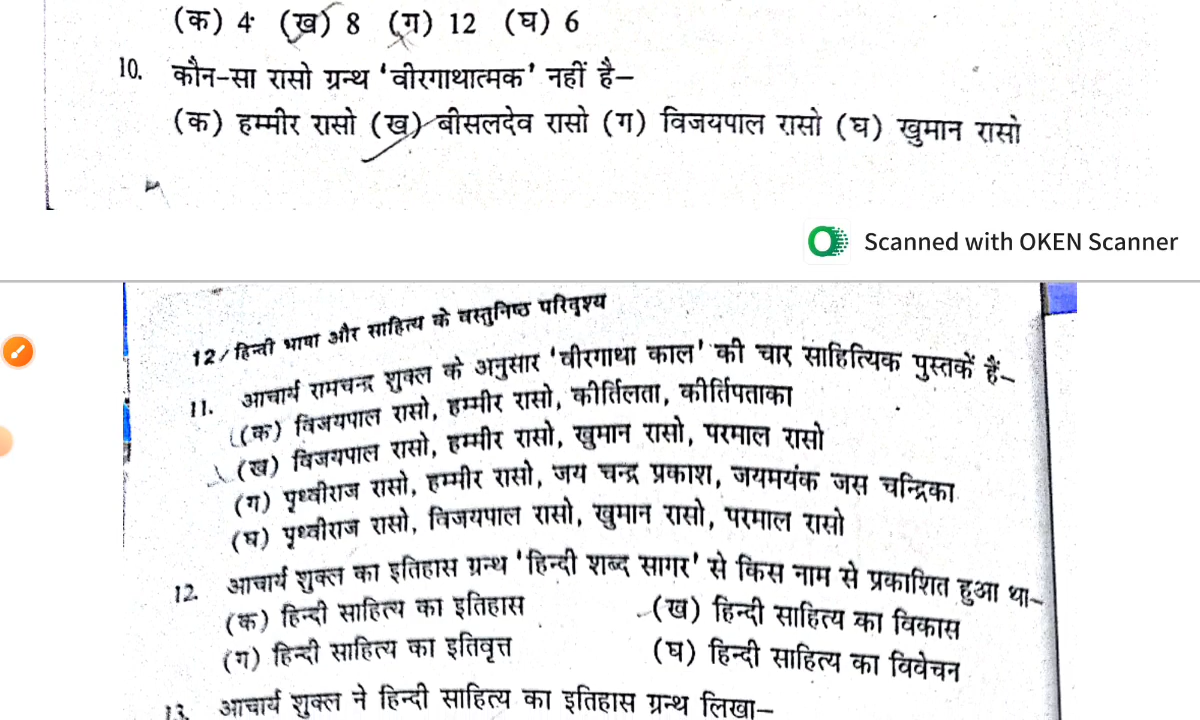 (क) 4 (ख) 8 (ग) 12 (घ) 6
10. कौन-सा रासो ग्रन्थ 'वीरगाथात्मक' नहीं है–
(क) हम्मीर रासो (ख) बीसलदेव रासो (ग) विजयपाल रासो (घ) खुमान रासो
Scanned with OKEN Scanner
12/हिन्दी भाषा और साहित्य के वस्तुनिष्ठ परिदृश्य
11. आचार्य रामचन्द्र शुक्ल के अनुसार 'वीरगाथा काल' की चार साहित्यिक पुस्तकें हैं–
(क) विजयपाल रासो, हम्मीर रासो, कीर्तिलता, कीर्तिपताका
(ख) विजयपाल रासो, हम्मीर रासो, खुमान रासो, परमाल रासो
(ग) पृथ्वीराज रासो, हम्मीर रासो, जय चन्द्र प्रकाश, जयमयंक जस चन्द्रिका
(घ) पृथ्वीराज रासो, विजयपाल रासो, खुमान रासो, परमाल रासो
12. आचार्य शुक्ल का इतिहास ग्रन्थ 'हिन्दी शब्द सागर' से किस नाम से प्रकाशित हुआ था–
(क) हिन्दी साहित्य का इतिहास (ख) हिन्दी साहित्य का विकास
(ग) हिन्दी साहित्य का इतिवृत्त (घ) हिन्दी साहित्य का विवेचन
13. आचार्य शुक्ल ने हिन्दी साहित्य का इतिहास ग्रन्थ लिखा–